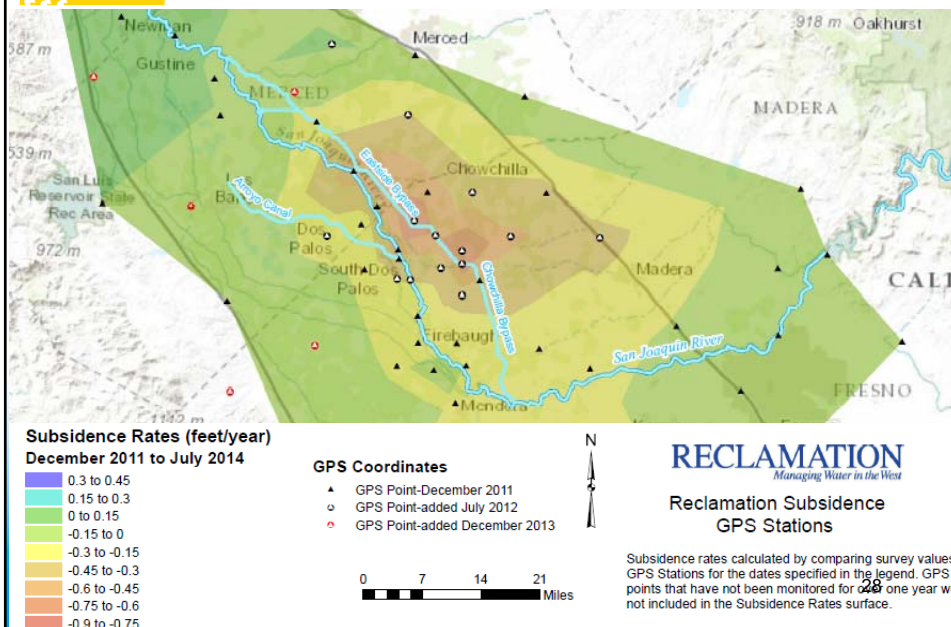 Newman
Merced
918 m
Oakhurst
587 m
Gustine
MERCED
MADERA
539 m
San Joaquin
Chowchilla
Eastside Bypass
San Luis
Reservoir State
Rec Area
Arroyo Canal
Dos
Palos
972 m
South Dos
Palos
Madera
CALI
Chowchilla Bypass
Firebaugh
San Joaquin River
FRESNO
Mendota
1142 m
Subsidence Rates (feet/year)
December 2011 to July 2014
0.3 to 0.45
0.15 to 0.3
0 to 0.15
-0.15 to 0
-0.3 to -0.15
-0.45 to -0.3
-0.6 to -0.45
-0.75 to -0.6
-0.9 to -0.75
GPS Coordinates
GPS Point-December 2011
GPS Point-added July 2012
GPS Point-added December 2013
N
0 7 14 21
Miles
RECLAMATION
Managing Water in the West
Reclamation Subsidence
GPS Stations
Subsidence rates calculated by comparing survey values
GPS Stations for the dates specified in the legend. GPS
points that have not been monitored for over one year
not included in the Subsidence Rates surface.
28